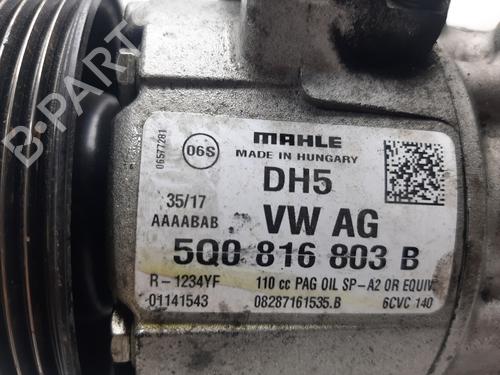 B-PARTS
06577281
06S
MAHLE
MADE IN HUNGARY
DH5
35/17
AAAABAB
VW AG
5Q0 816 803 B
R-1234YF 110 cc PAG OIL SP-A2 OR EQUIV
01141543 08287161535.B 6CVC 140